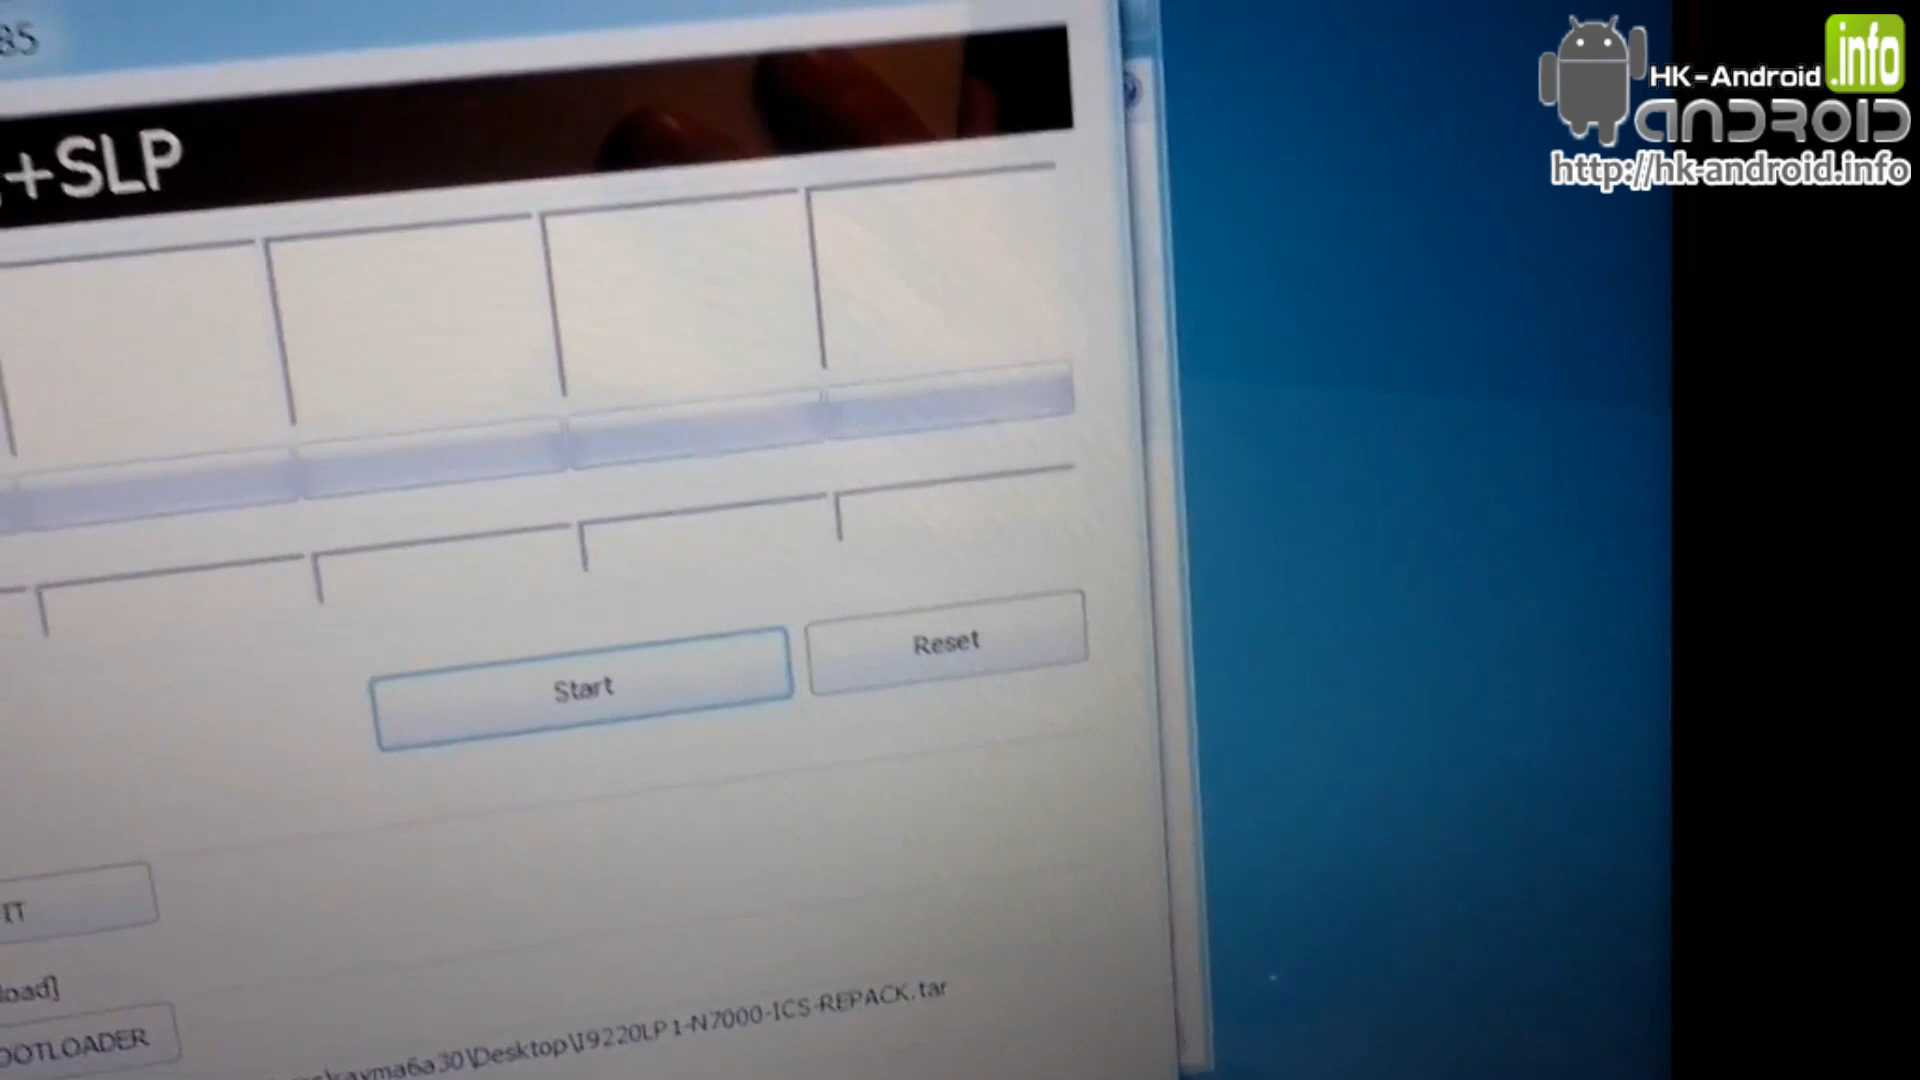 85
+SLP
Start
Reset
IT
load]
OOTLOADER
\Desktop\I9220LP1-N7000-ICS-REPACK.tar
HK-Android .info
ANDROID
http://hk-android.info